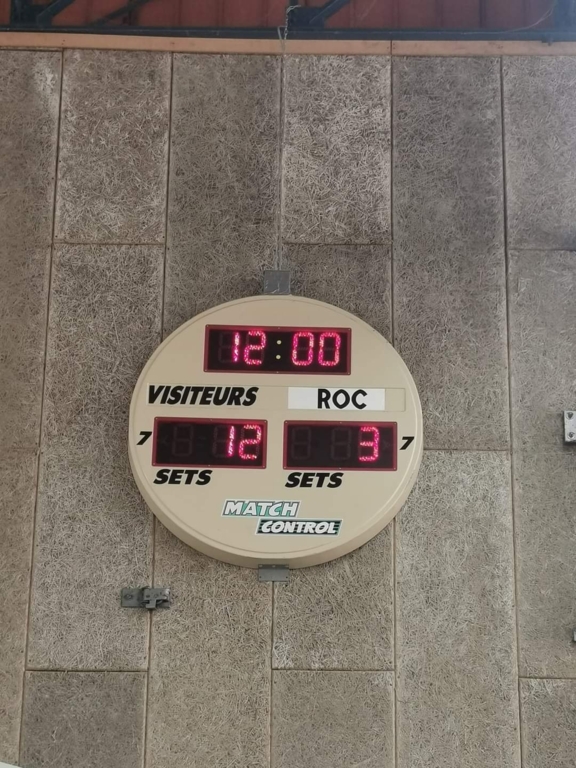 12:00
VISITEURS ROC
7 12 3 7
SETS SETS
MATCH
CONTROL